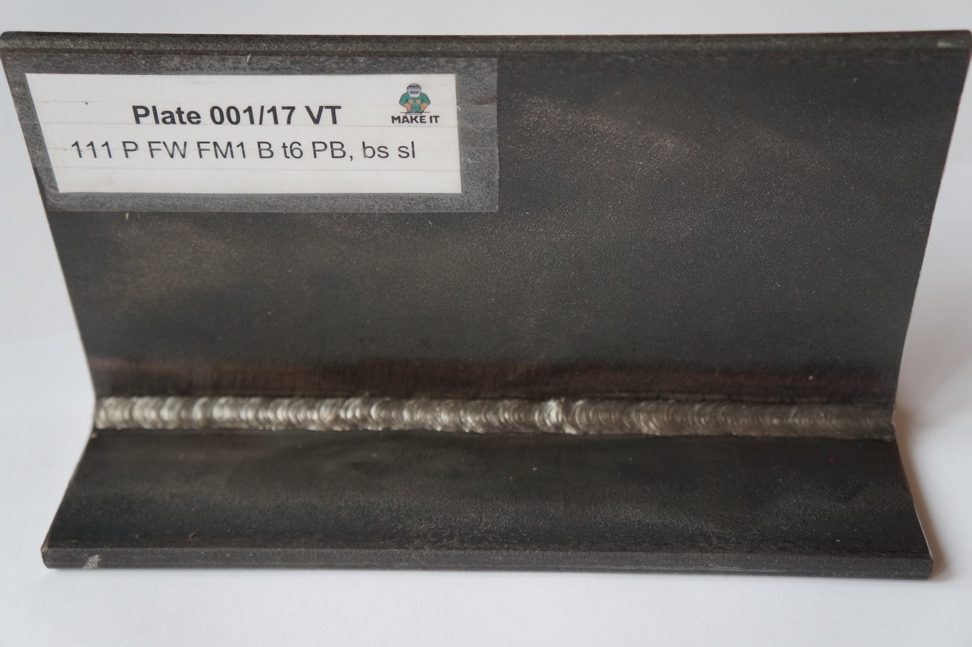 Plate 001/17 VT
MAKE IT
111 P FW FM1 B t6 PB, bs sl